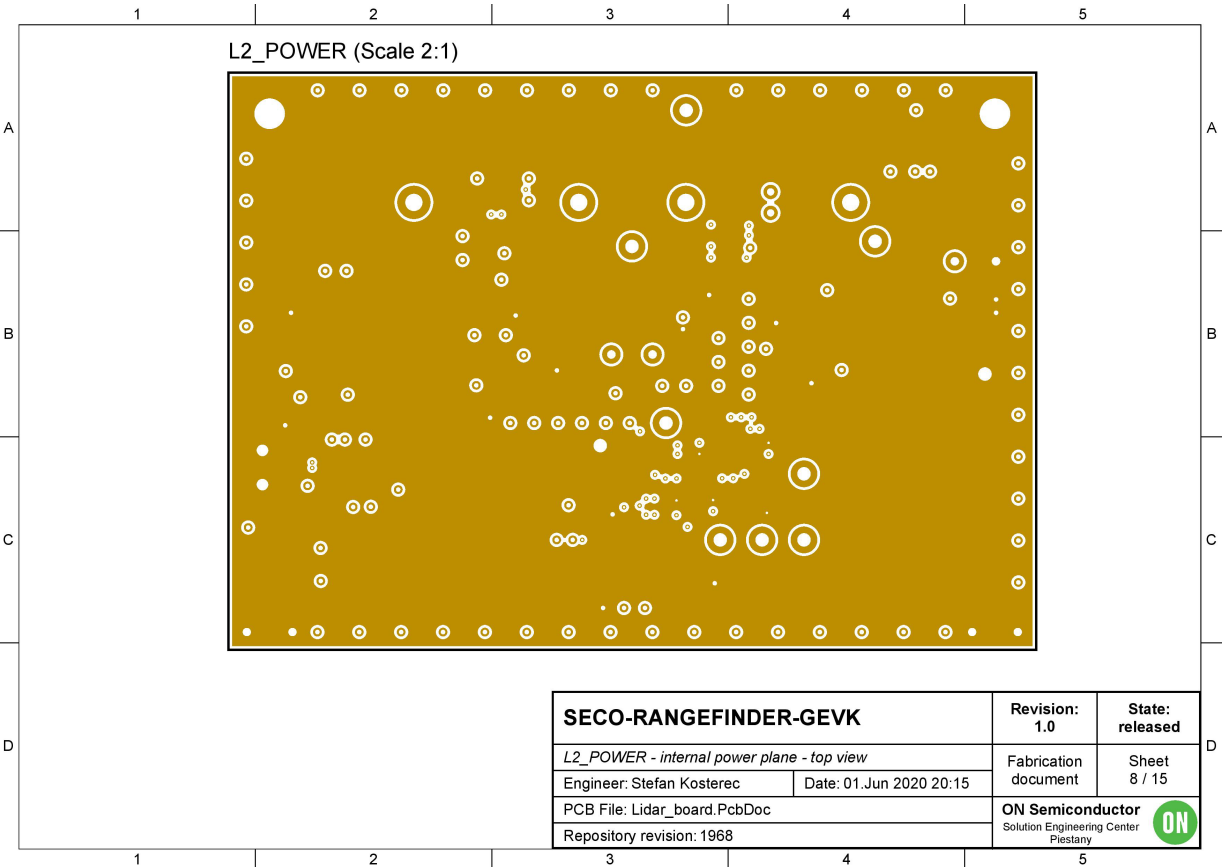 1 2 3 4 5
L2_POWER (Scale 2:1)
A A
B B
C C
D D
SECO-RANGEFINDER-GEVK
Revision:
1.0
State:
released
L2_POWER - internal power plane - top view
Engineer: Stefan Kosterec
Date: 01.Jun 2020 20:15
Fabrication
document
Sheet
8 / 15
PCB File: Lidar_board.PcbDoc
Repository revision: 1968
ON Semiconductor
Solution Engineering Center
Piestany
ON
1 2 3 4 5